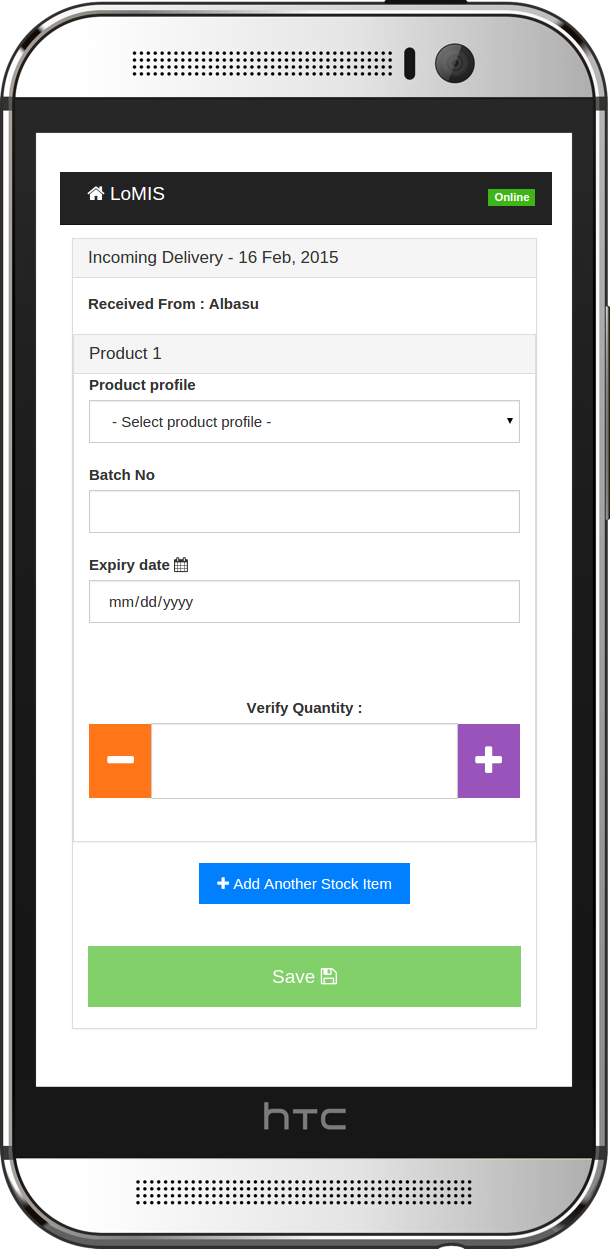 LoMIS
Online
Incoming Delivery - 16 Feb, 2015
Received From : Albasu
Product 1
Product profile
- Select product profile -
Batch No
Expiry date
mm/dd/yyyy
Verify Quantity :
Add Another Stock Item
Save
hTC